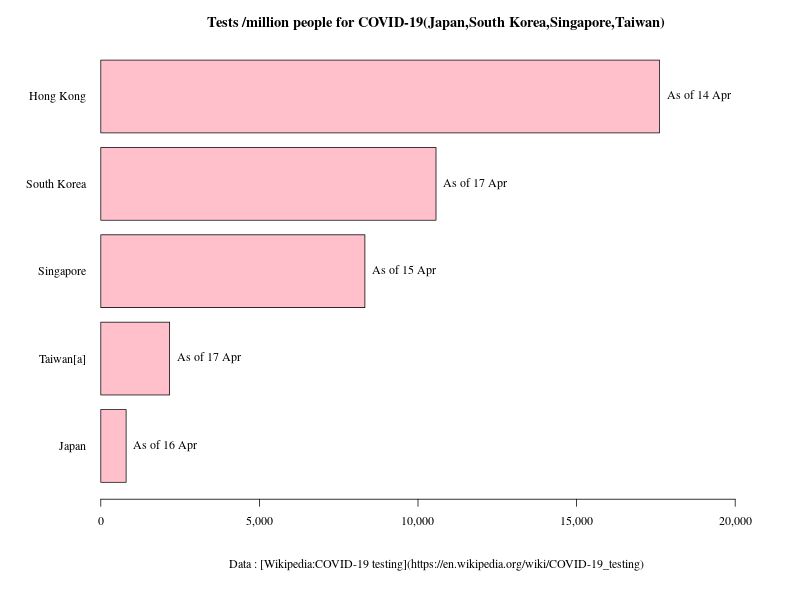 Tests /million people for COVID-19(Japan,South Korea,Singapore,Taiwan)
Hong Kong
As of 14 Apr
South Korea
As of 17 Apr
Singapore
As of 15 Apr
Taiwan[a]
As of 17 Apr
Japan
As of 16 Apr
0 5,000 10,000 15,000 20,000
Data : [Wikipedia:COVID-19 testing](https://en.wikipedia.org/wiki/COVID-19_testing)